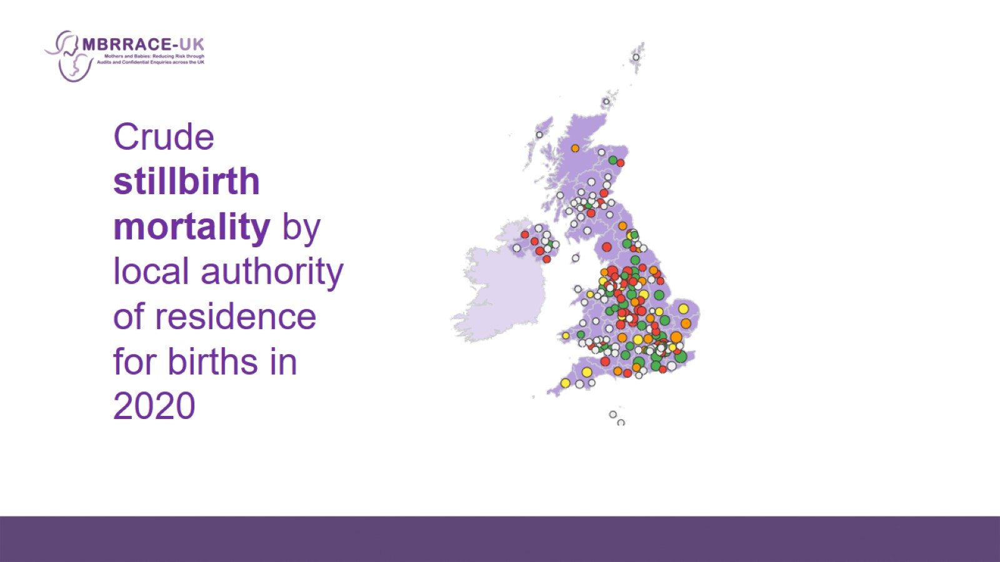 MBRRACE-UK
Mothers and Babies: Reducing Risk through
Audits and Confidential Enquiries across the UK
Crude
stillbirth
mortality by
local authority
of residence
for births in
2020